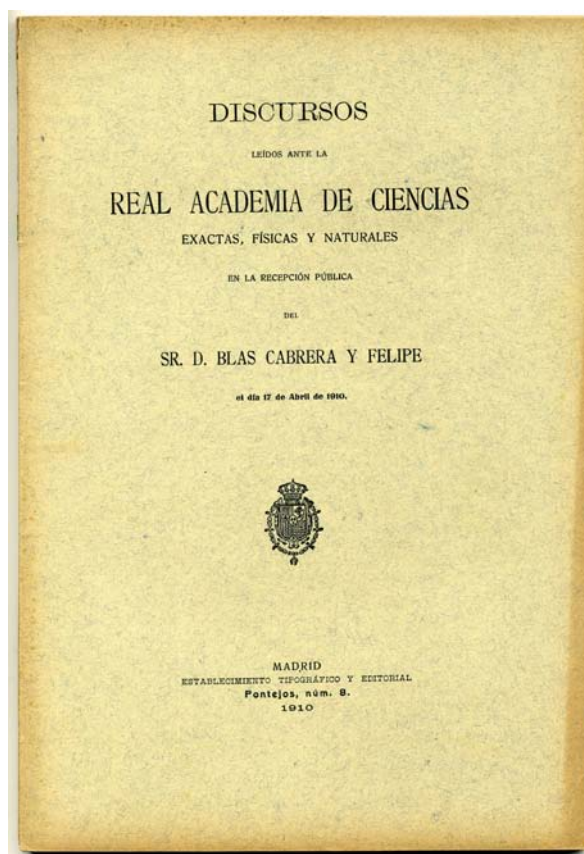 DISCURSOS
LEÍDOS ANTE LA
REAL ACADEMIA DE CIENCIAS
EXACTAS, FÍSICAS Y NATURALES
EN LA RECEPCIÓN PÚBLICA
DEL
SR. D. BLAS CABRERA Y FELIPE
el día 17 de Abril de 1910.
MADRID
ESTABLECIMIENTO TIPOGRÁFICO Y EDITORIAL
Pontejos, núm. 8.
1910